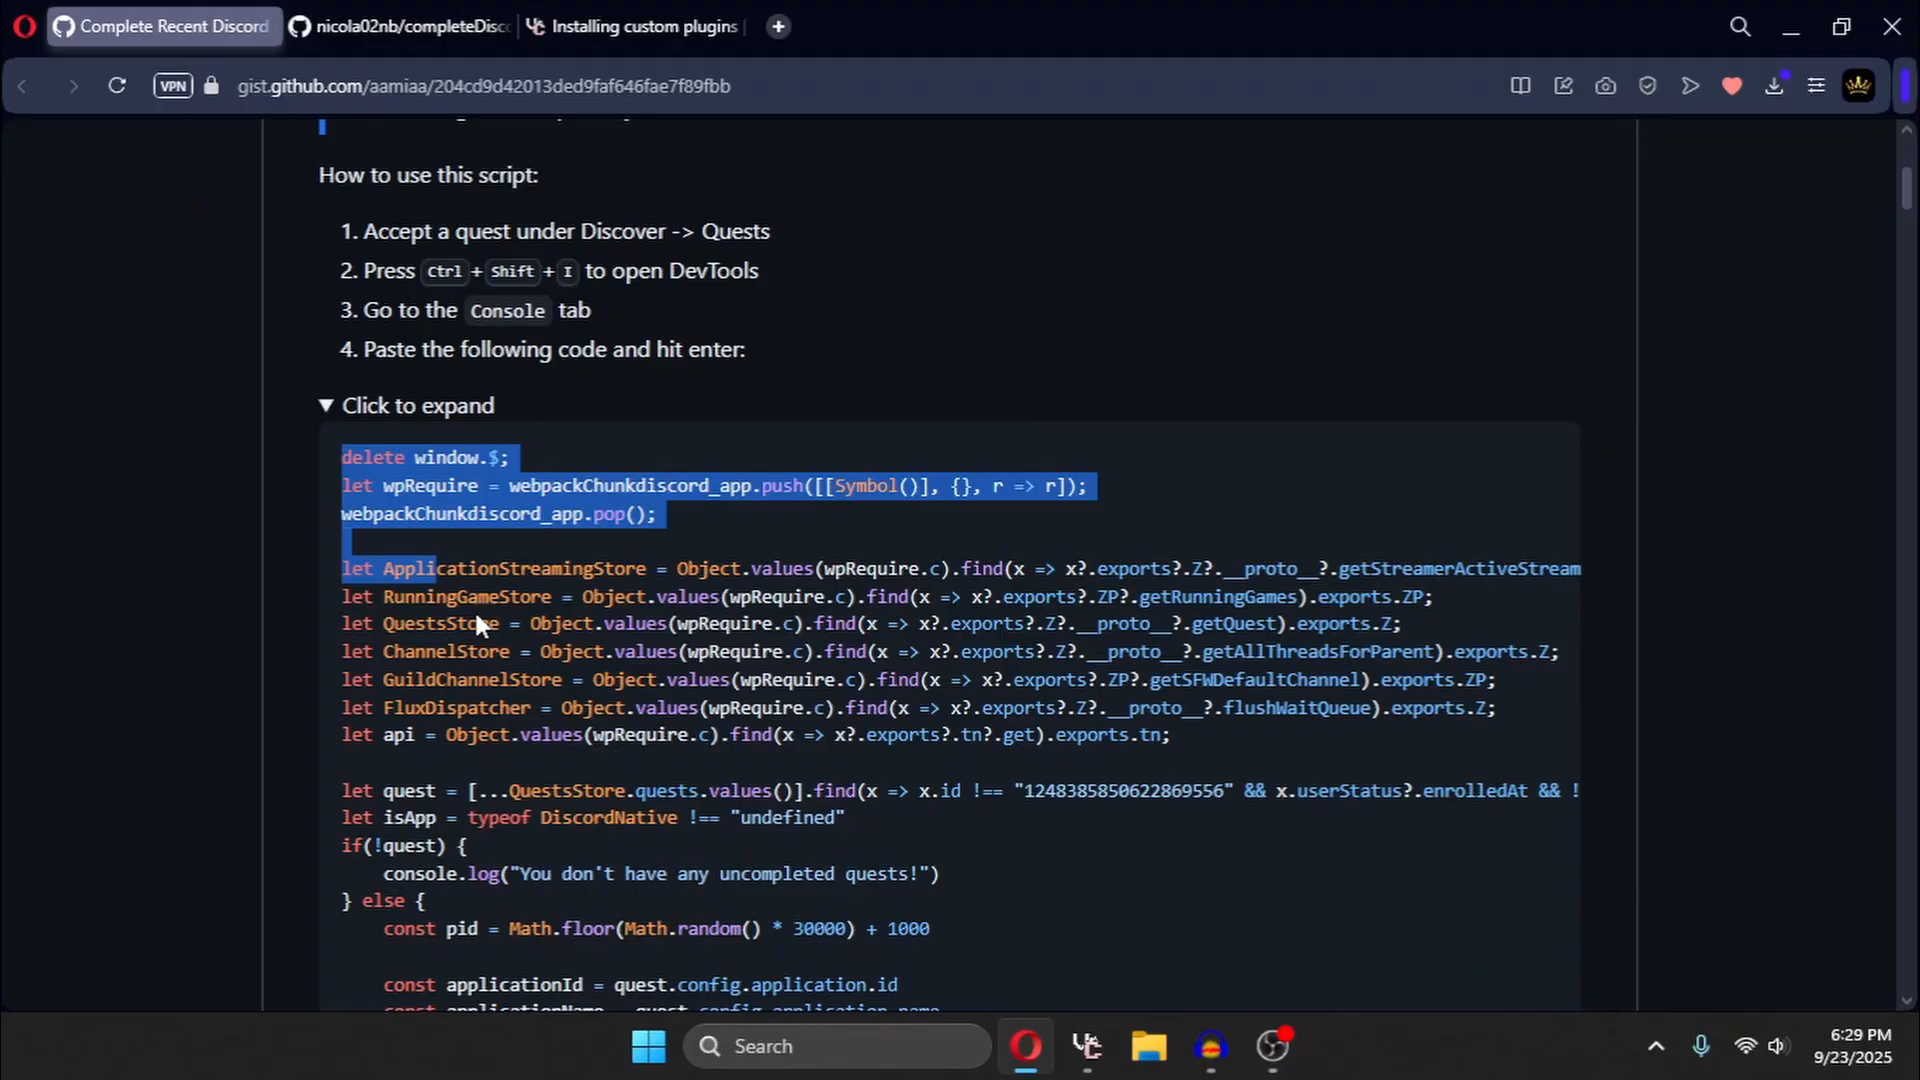 Complete Recent Discord
nicola02nb/completeDisc
Installing custom plugins
VPN
gist.github.com/aamiaa/204cd9d42013ded9faf646fae7f89fbb
How to use this script:
1. Accept a quest under Discover -> Quests
2. Press Ctrl + Shift + I to open DevTools
3. Go to the Console tab
4. Paste the following code and hit enter:
Click to expand
delete window.$;
let wpRequire = webpackChunkdiscord_app.push([[Symbol()], {}, r => r]);
webpackChunkdiscord_app.pop();
let ApplicationStreamingStore = Object.values(wpRequire.c).find(x => x?.exports?.Z?.__proto__?.getStreamerActiveStream
let RunningGameStore = Object.values(wpRequire.c).find(x => x?.exports?.ZP?.getRunningGames).exports.ZP;
let QuestsStore = Object.values(wpRequire.c).find(x => x?.exports?.Z?.__proto__?.getQuest).exports.Z;
let ChannelStore = Object.values(wpRequire.c).find(x => x?.exports?.Z?.__proto__?.getAllThreadsForParent).exports.Z;
let GuildChannelStore = Object.values(wpRequire.c).find(x => x?.exports?.ZP?.getSFWDefaultChannel).exports.ZP;
let FluxDispatcher = Object.values(wpRequire.c).find(x => x?.exports?.Z?.__proto__?.flushWaitQueue).exports.Z;
let api = Object.values(wpRequire.c).find(x => x?.exports?.tn?.get).exports.tn;
let quest = [...QuestsStore.quests.values()].find(x => x.id !== "1248385850622869556" && x.userStatus?.enrolledAt && !
let isApp = typeof DiscordNative !== "undefined"
if(!quest) {
console.log("You don't have any uncompleted quests!")
} else {
const pid = Math.floor(Math.random() * 30000) + 1000
const applicationId = quest.config.application.id
const applicationName = quest.config.application.name
Search
6:29 PM
9/23/2025